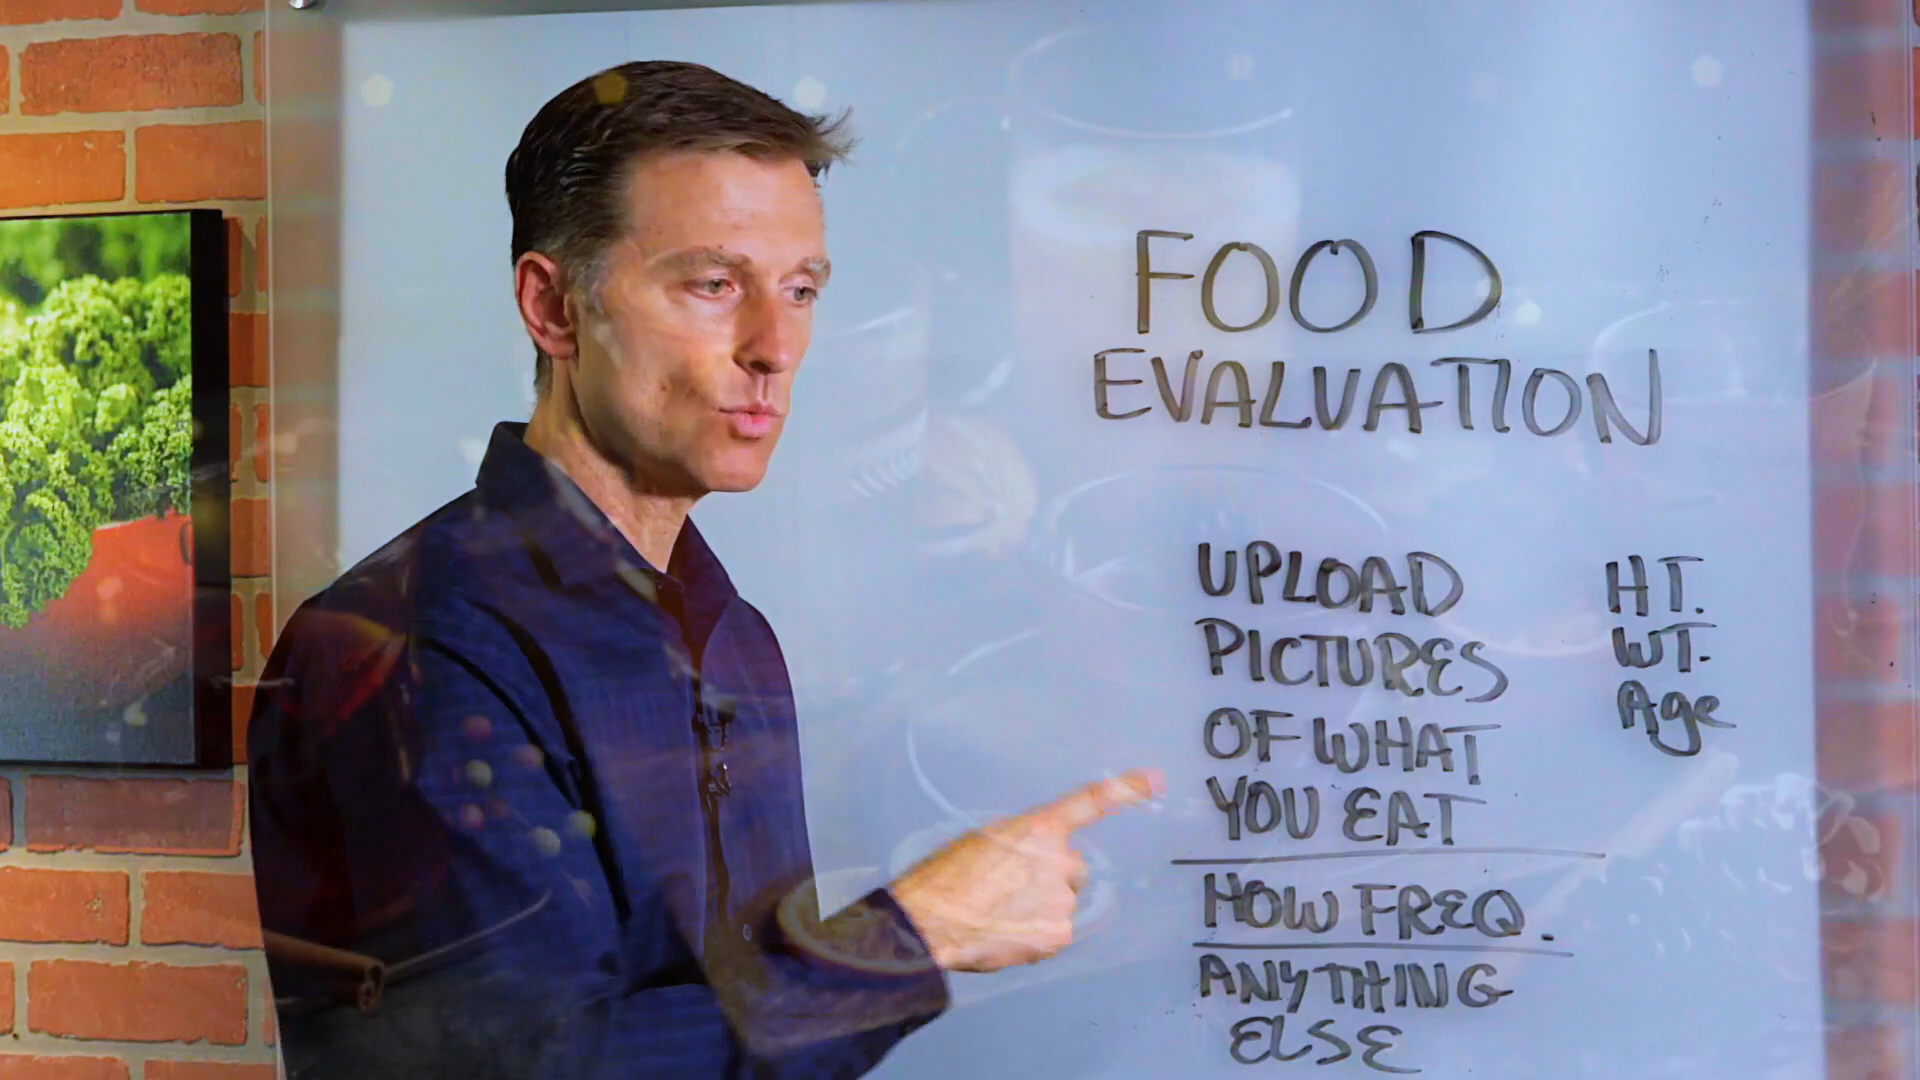 FOOD
EVALUATION
UPLOAD
PICTURES
OF WHAT
YOU EAT
HOW FREQ.
ANYTHING
ELSE
HT.
WT.
Age